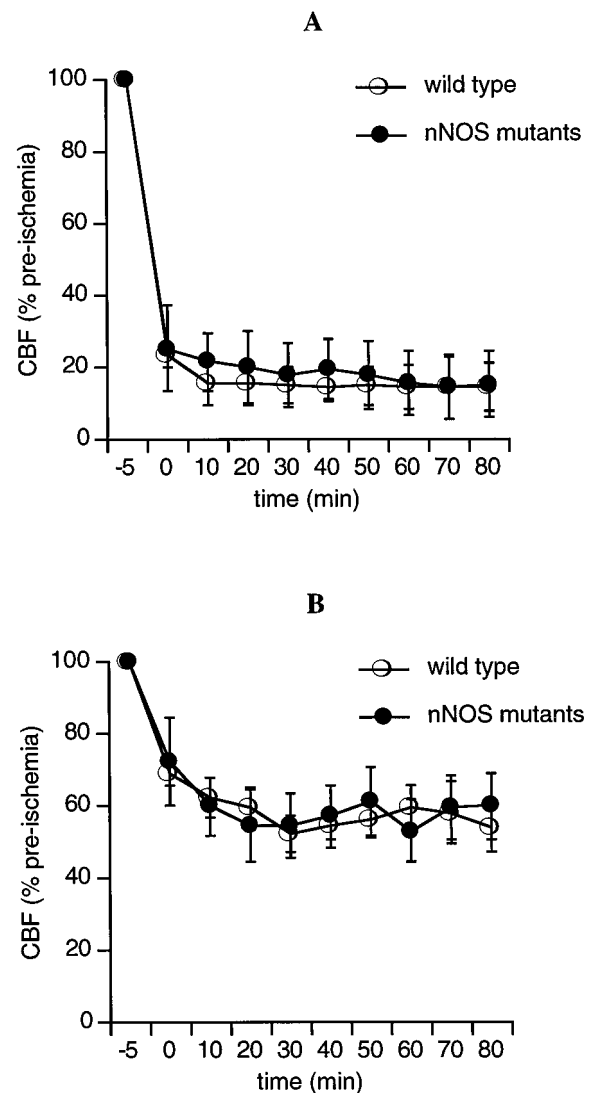 A
wild type
nNOS mutants
CBF (% pre-ischemia)
100
80
60
40
20
0
-5 0 10 20 30 40 50 60 70 80
time (min)
B
wild type
nNOS mutants
CBF (% pre-ischemia)
100
80
60
40
20
0
-5 0 10 20 30 40 50 60 70 80
time (min)